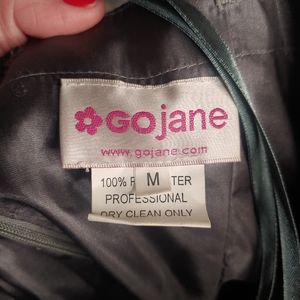 GOjane
www.gojane.com
M
100% P TER
PROFESSIONAL
DRY CLEAN ONLY